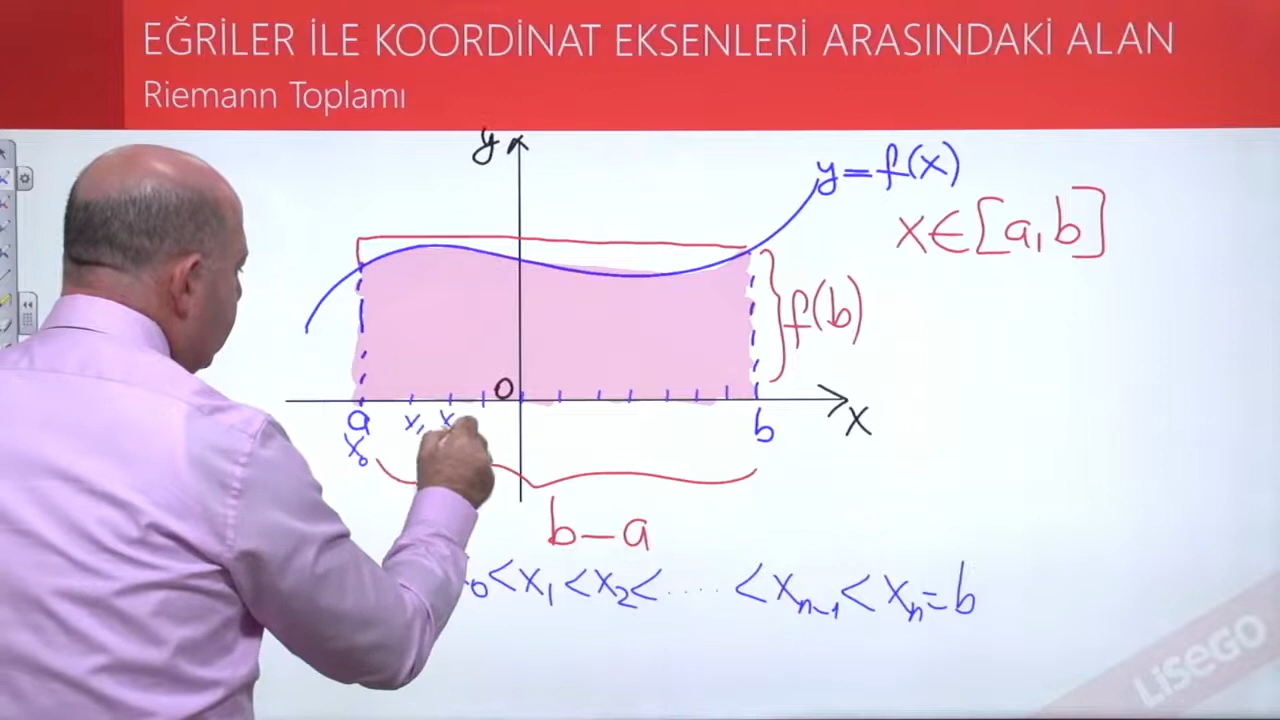 EĞRİLER İLE KOORDİNAT EKSENLERİ ARASINDAKİ ALAN
Riemann Toplamı
y
y=f(x)
x∈[a,b]
f(b)
0
a
x₁
x
b
x
x₀
b-a
₀<x₁<x₂<.....<xₙ₋₁<xₙ=b
LiseGO